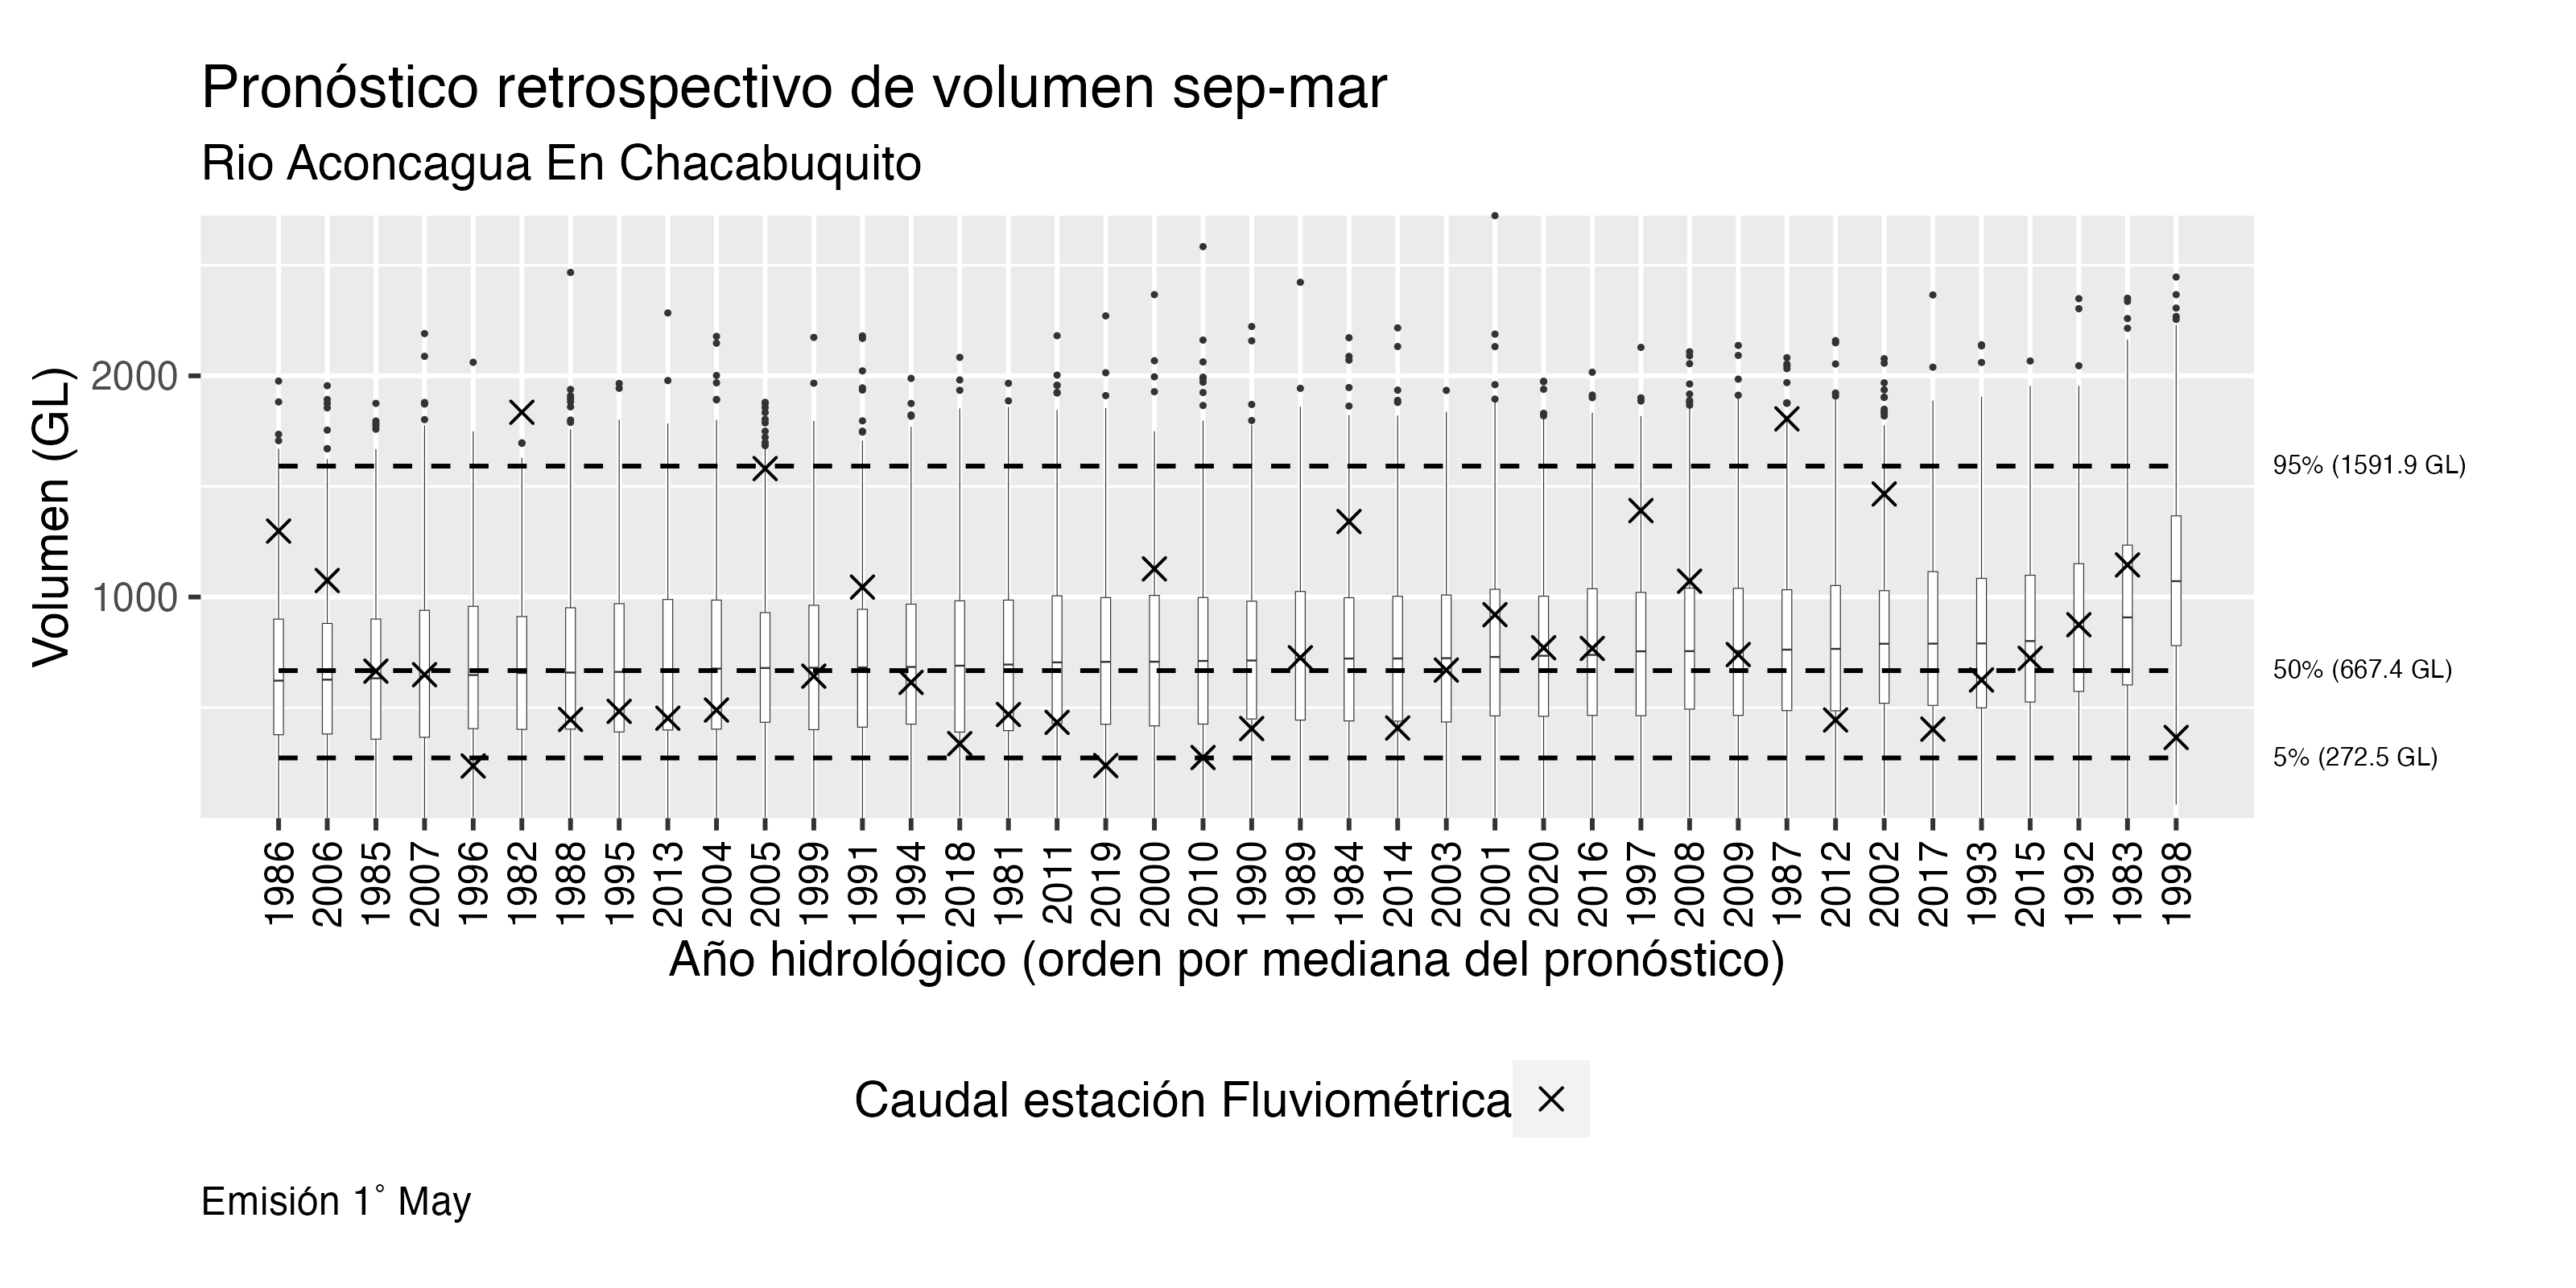 Pronóstico retrospectivo de volumen sep-mar
Rio Aconcagua En Chacabuquito
Volumen (GL)
2000
1000
95% (1591.9 GL)
50% (667.4 GL)
5% (272.5 GL)
1986 2006 1985 2007 1996 1982 1988 1995 2013 2004 2005 1999 1991 1994 2018 1981 2011 2019 2000 2010 1990 1989 1984 2014 2003 2001 2020 2016 1997 2008 2009 1987 2012 2002 2017 1993 2015 1992 1983 1998
Año hidrológico (orden por mediana del pronóstico)
Caudal estación Fluviométrica
Emisión 1° May